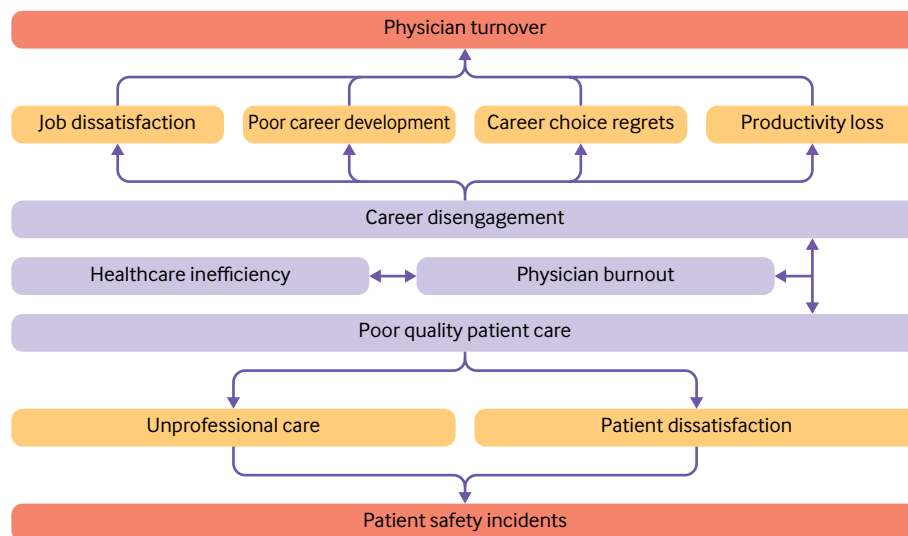 Physician turnover
Job dissatisfaction
Poor career development
Career choice regrets
Productivity loss
Career disengagement
Healthcare inefficiency
Physician burnout
Poor quality patient care
Unprofessional care
Patient dissatisfaction
Patient safety incidents